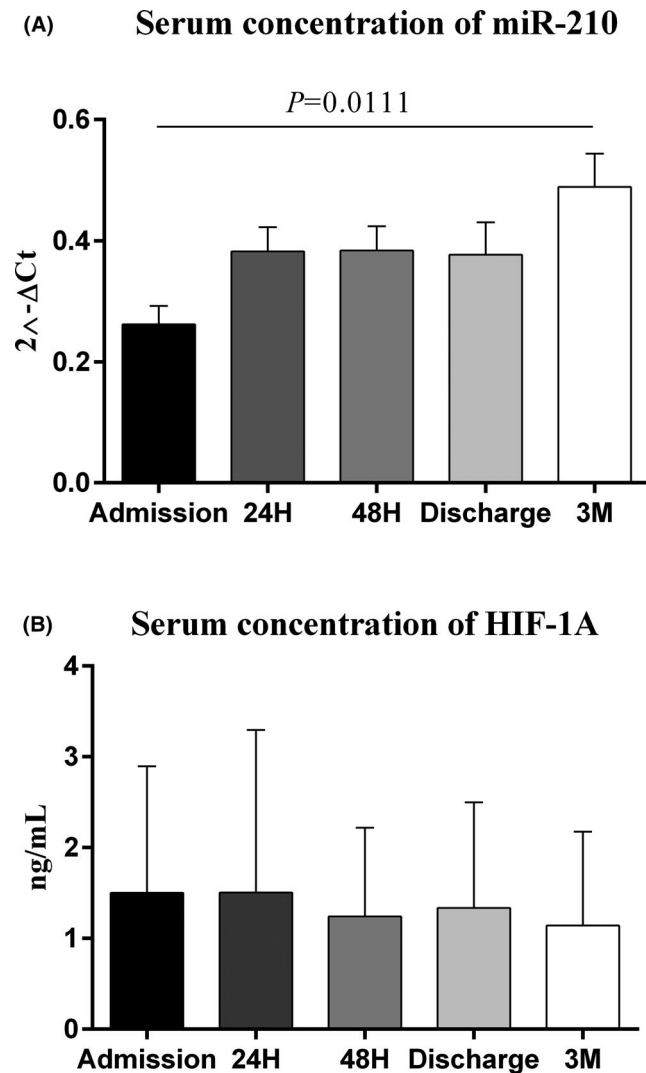 (A) Serum concentration of miR-210
P=0.0111
0.6
0.4
0.2
0.0
2^-ΔCt
Admission 24H 48H Discharge 3M
(B) Serum concentration of HIF-1A
4
3
2
1
0
ng/mL
Admission 24H 48H Discharge 3M